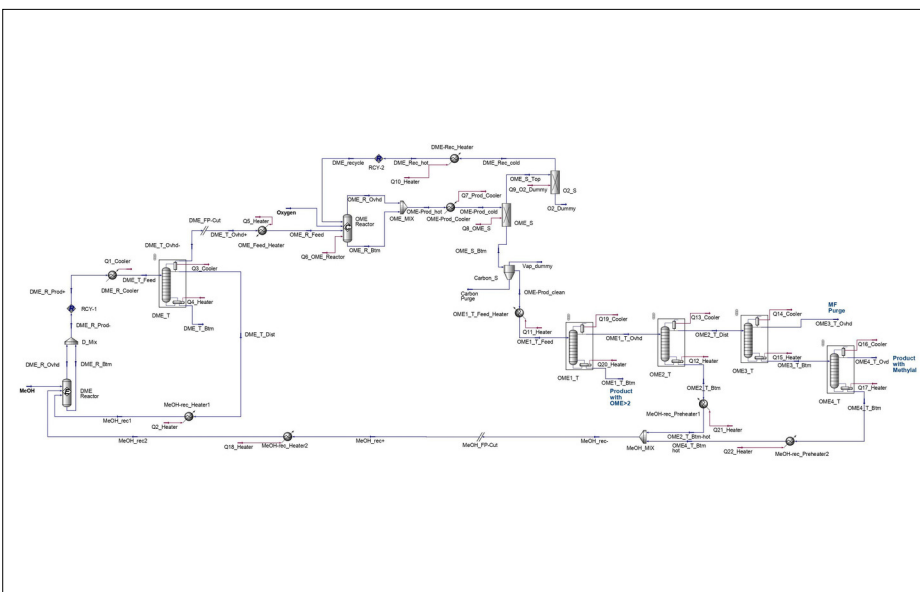 DME-Rec_Heater
DME_recycle
RCY-2
DME_Rec_hot
DME_Rec_cold
Q10_Heater
OME_S_Top
Q9_O2_Dummy
O2_S
O2_Dummy
OME_R_Ovhd
Q7_Prod_Cooler
Oxygen
OME
Reactor
OME_MIX
OME-Prod_hot
OME-Prod_Cooler
OME-Prod_cold
Q8_OME_S
OME_S
DME_FP-Cut
Q5_Heater
DME_T_Ovhd+
OME_Feed_Heater
OME_R_Feed
Q6_OME_Reactor
OME_R_Btm
DME_T_Ovhd-
Q1_Cooler
Q3_Cooler
OME_S_Btm
DME_R_Cooler
DME_T_Feed
Q4_Heater
DME_T
DME_T_Btm
Carbon_S
Vap_dummy
Carbon
Purge
OME-Prod_clean
DME_R_Prod+
RCY-1
DME_R_Prod-
D_Mix
DME_T_Dist
OME1_T_Feed_Heater
Q11_Heater
OME1_T_Feed
Q19_Cooler
OME1_T_Ovhd
Q20_Heater
OME1_T
OME1_T_Btm
Product
with
OME>2
Q13_Cooler
OME2_T_Dist
Q12_Heater
OME2_T
OME2_T_Btm
Q14_Cooler
MF
Purge
OME3_T_Ovhd
Q15_Heater
OME3_T
OME3_T_Btm
Q16_Cooler
Product
with
Methylal
OME4_T_Ovd
Q17_Heater
OME4_T
OME4_T_Btm
DME_R_Ovhd
DME_R_Btm
MeOH
DME
Reactor
MeOH_rec1
MeOH-rec_Heater1
Q2_Heater
MeOH-rec_Preheater1
Q21_Heater
MeOH_rec2
Q18_Heater
MeOH-rec_Heater2
MeOH_rec+
MeOH_FP-Cut
MeOH_rec-
MeOH_MIX
OME2_T_Btm-hot
OME4_T_Btm
hot
Q22_Heater
MeOH-rec_Preheater2